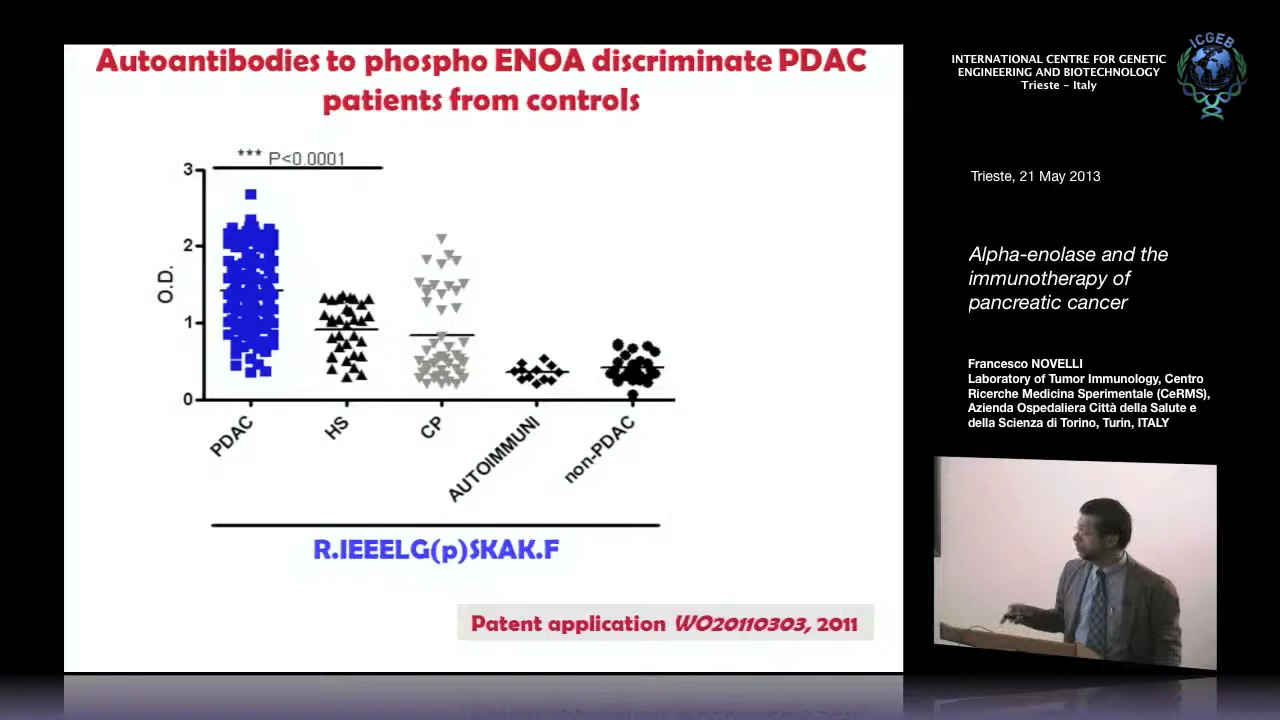 Autoantibodies to phospho ENOA discriminate PDAC
patients from controls
*** P<0.0001
3
2
1
0
O.D.
PDAC
HS
CP
AUTOIMMUNI
non-PDAC
R.IEEELG(p)SKAK.F
Patent application WO20110303, 2011
INTERNATIONAL CENTRE FOR GENETIC
ENGINEERING AND BIOTECHNOLOGY
Trieste - Italy
ICGEB
Trieste, 21 May 2013
Alpha-enolase and the
immunotherapy of
pancreatic cancer
Francesco NOVELLI
Laboratory of Tumor Immunology, Centro
Ricerche Medicina Sperimentale (CeRMS),
Azienda Ospedaliera Città della Salute e
della Scienza di Torino, Turin, ITALY